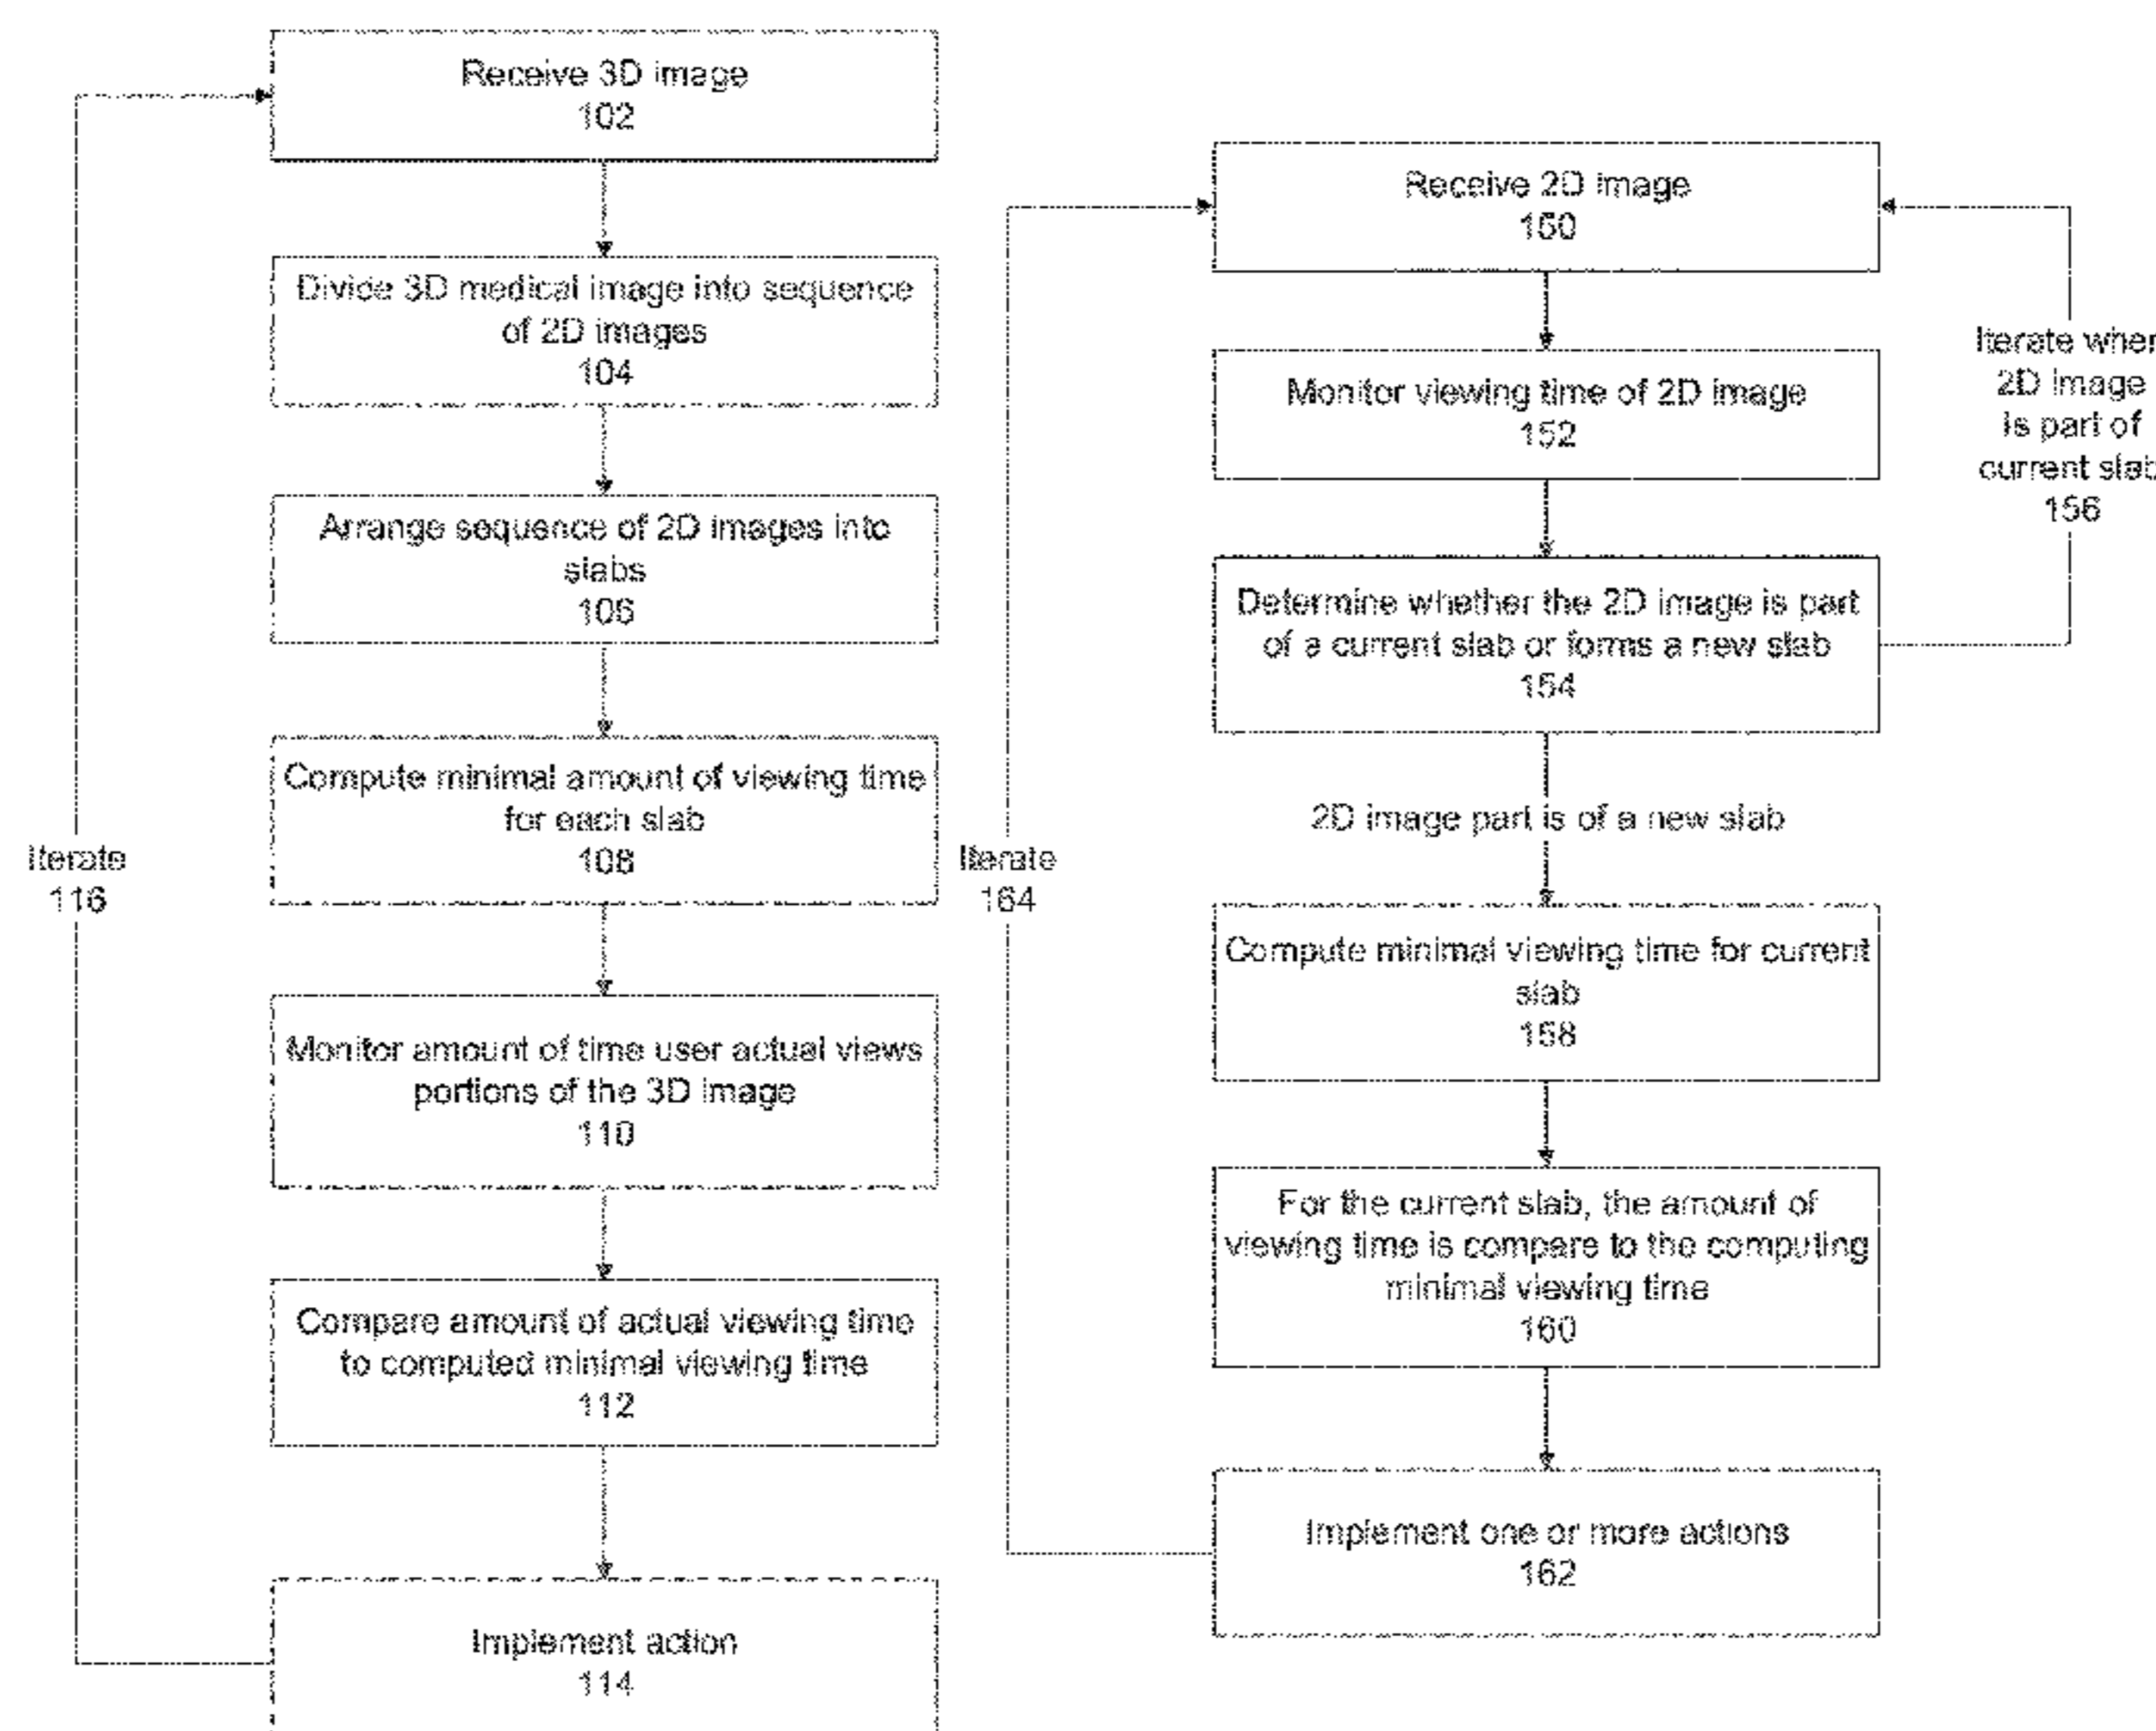 Receive 3D image
102
Divide 3D medical image into sequence
of 2D images
104
Arrange sequence of 2D images into
slabs
106
Compute minimal amount of viewing time
for each slab
108
Monitor amount of time user actual views
portions of the 3D image
110
Compare amount of actual viewing time
to computed minimal viewing time
112
Implement action
114
Iterate
116
Receive 2D image
150
Monitor viewing time of 2D image
152
Determine whether the 2D image is part
of a current slab or forms a new slab
154
Iterate when
2D image
is part of
current slab
156
2D image part is of a new slab
Compute minimal viewing time for current
slab
158
For the current slab, the amount of
viewing time is compare to the computing
minimal viewing time
160
Implement one or more actions
162
Iterate
164